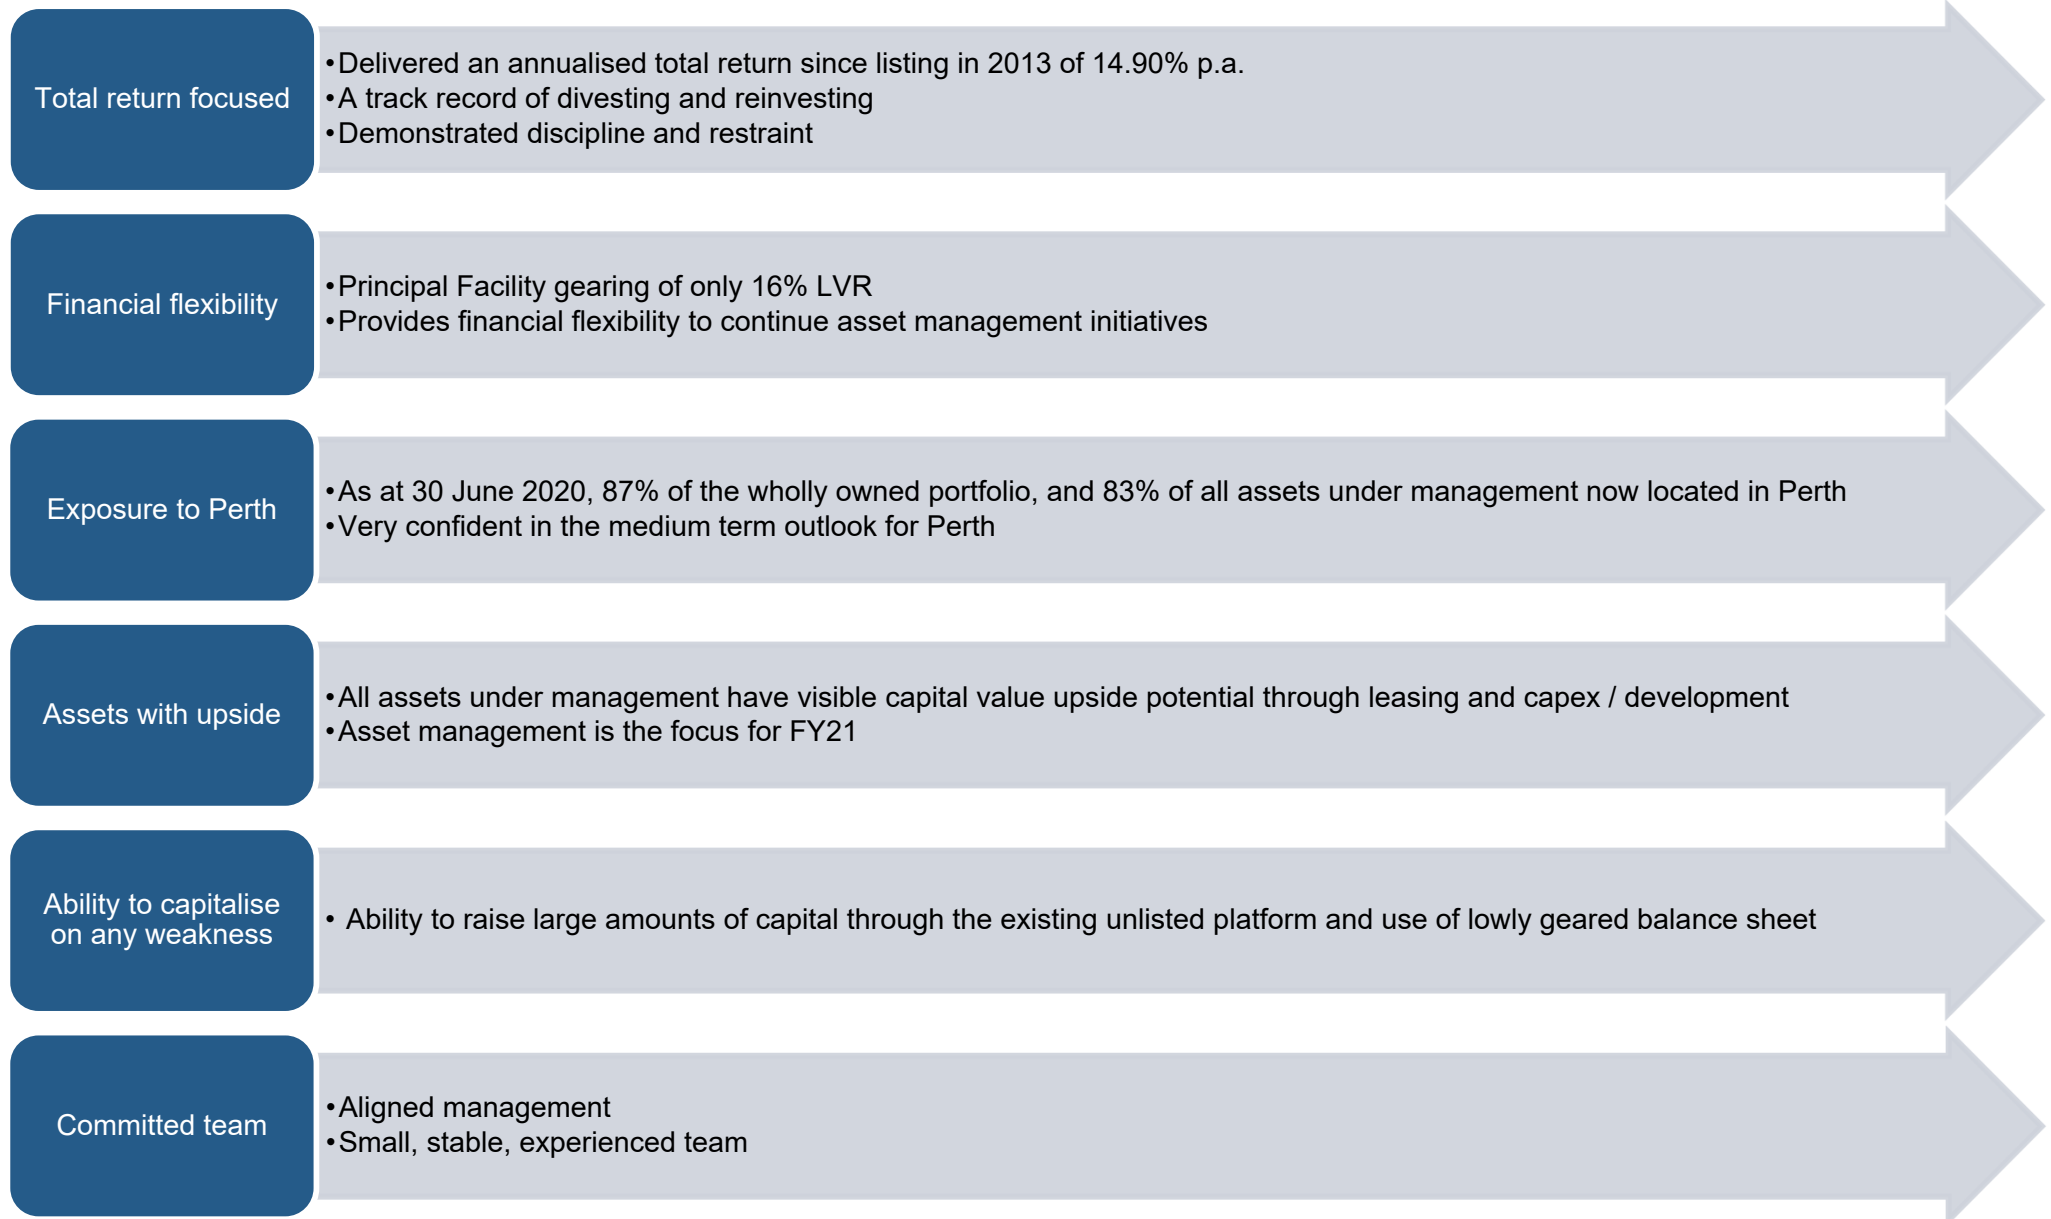 Total return focused
•Delivered an annualised total return since listing in 2013 of 14.90% p.a.
•A track record of divesting and reinvesting
•Demonstrated discipline and restraint
Financial flexibility
•Principal Facility gearing of only 16% LVR
•Provides financial flexibility to continue asset management initiatives
Exposure to Perth
•As at 30 June 2020, 87% of the wholly owned portfolio, and 83% of all assets under management now located in Perth
•Very confident in the medium term outlook for Perth
Assets with upside
•All assets under management have visible capital value upside potential through leasing and capex / development
•Asset management is the focus for FY21
Ability to capitalise
on any weakness
• Ability to raise large amounts of capital through the existing unlisted platform and use of lowly geared balance sheet
Committed team
•Aligned management
•Small, stable, experienced team